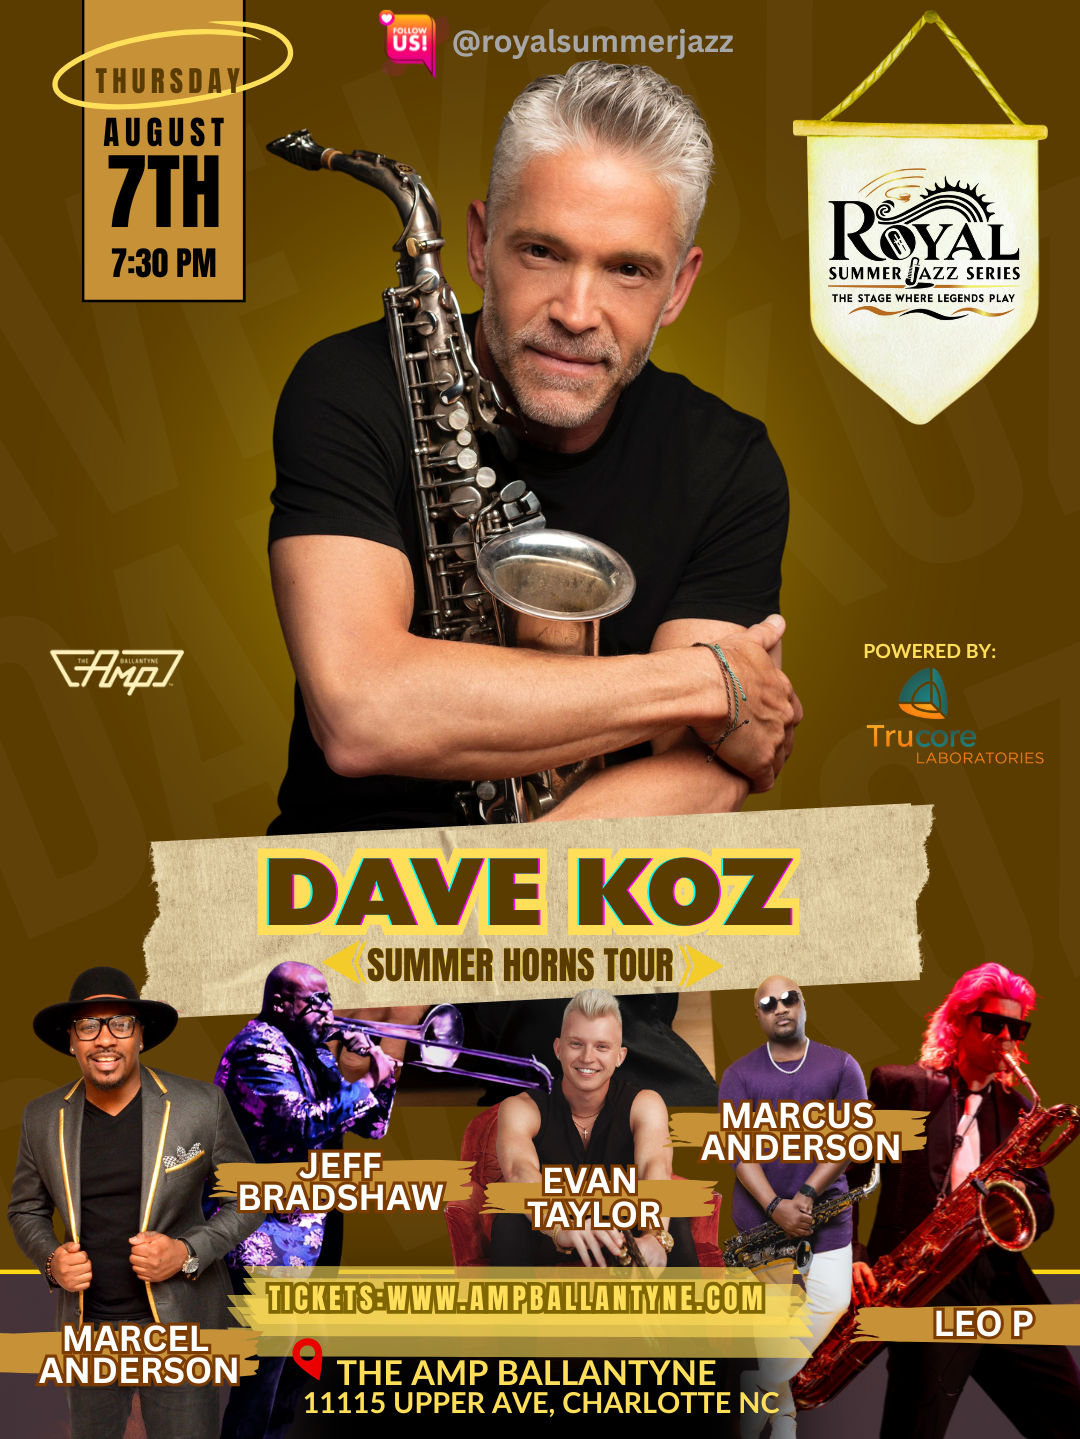 FOLLOW
US!
@royalsummerjazz
THURSDAY
AUGUST
7TH
7:30 PM
ROYAL
SUMMER JAZZ SERIES
THE STAGE WHERE LEGENDS PLAY
THE BALLANTYNE
AMP
POWERED BY:
Trucore
LABORATORIES
DAVE KOZ
SUMMER HORNS TOUR
MARCUS
ANDERSON
JEFF
BRADSHAW
EVAN
TAYLOR
LEO P
MARCEL
ANDERSON
TICKETS:WWW.AMPBALLANTYNE.COM
THE AMP BALLANTYNE
11115 UPPER AVE, CHARLOTTE NC